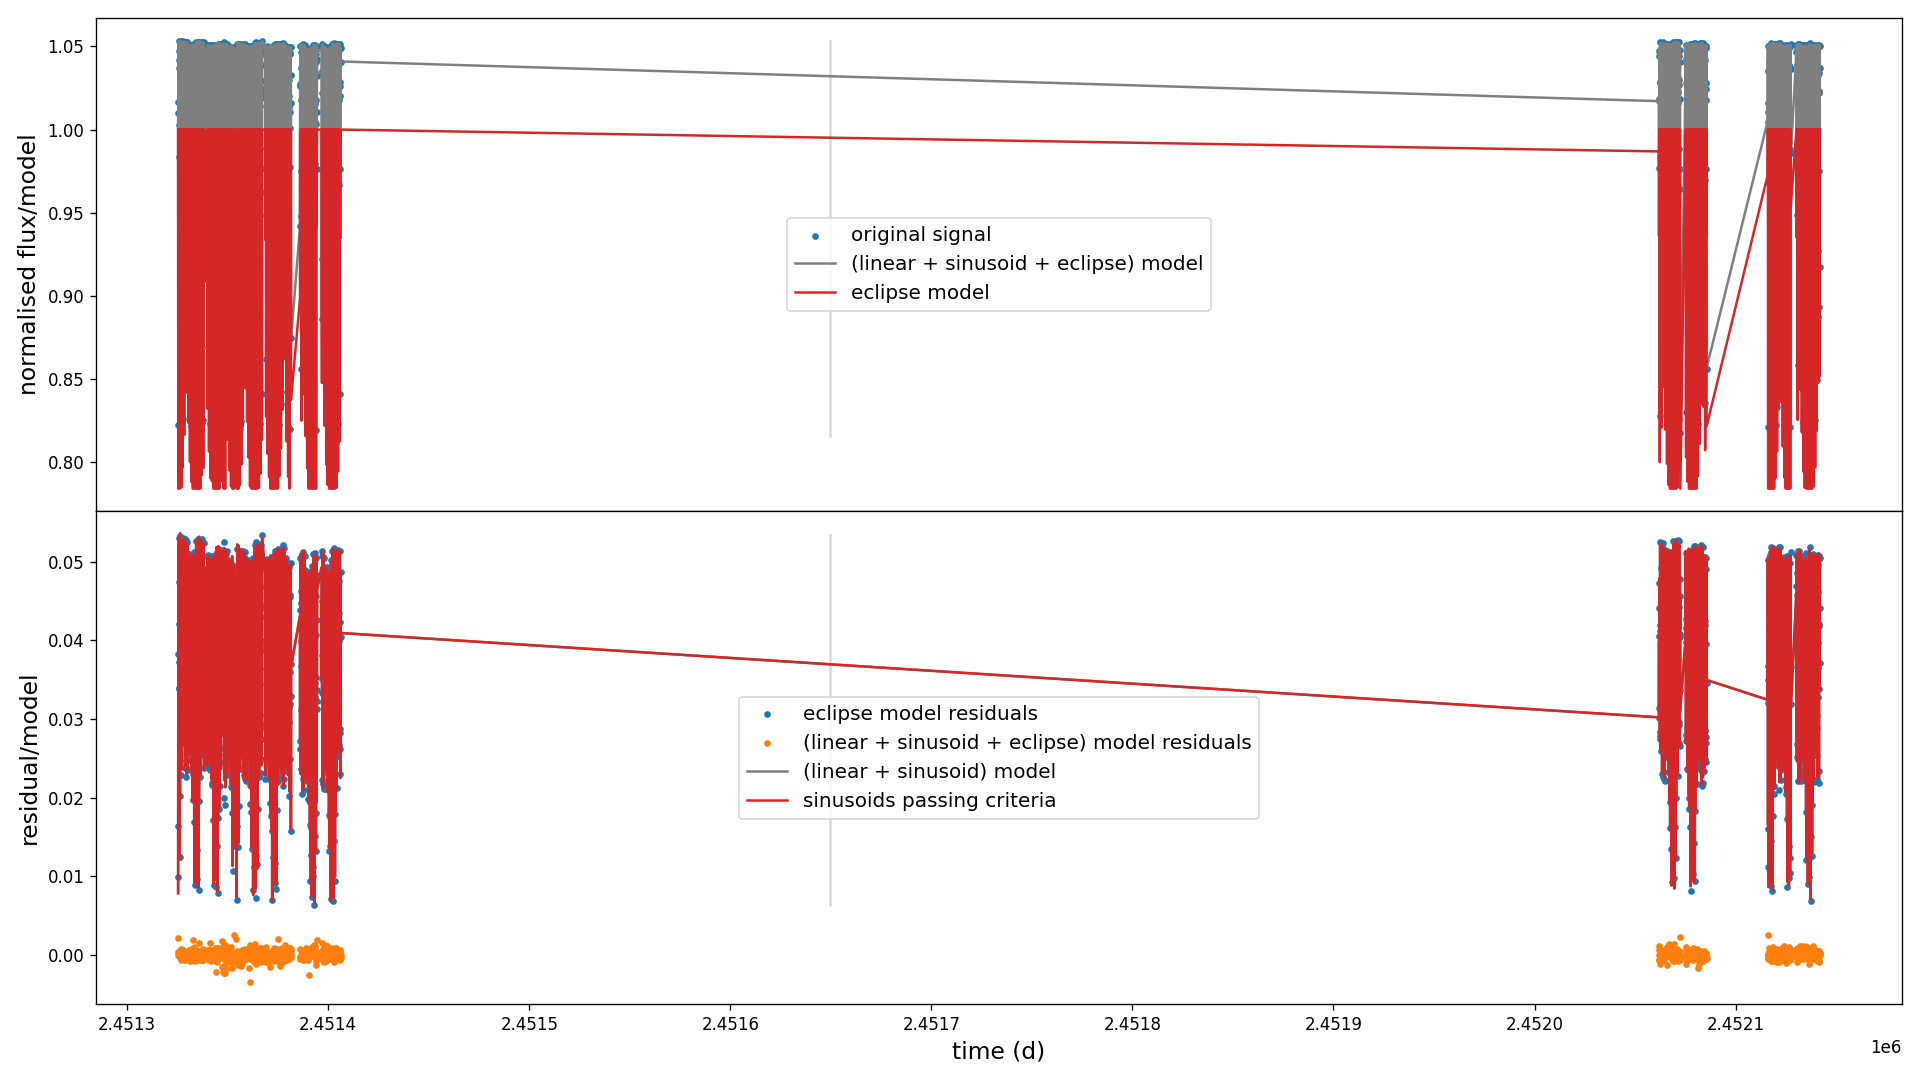 normalised flux/model
1.05
1.00
0.95
0.90
0.85
0.80
original signal
(linear + sinusoid + eclipse) model
eclipse model
residual/model
0.05
0.04
0.03
0.02
0.01
0.00
eclipse model residuals
(linear + sinusoid + eclipse) model residuals
(linear + sinusoid) model
sinusoids passing criteria
2.4513 2.4514 2.4515 2.4516 2.4517 2.4518 2.4519 2.4520 2.4521
1e6
time (d)